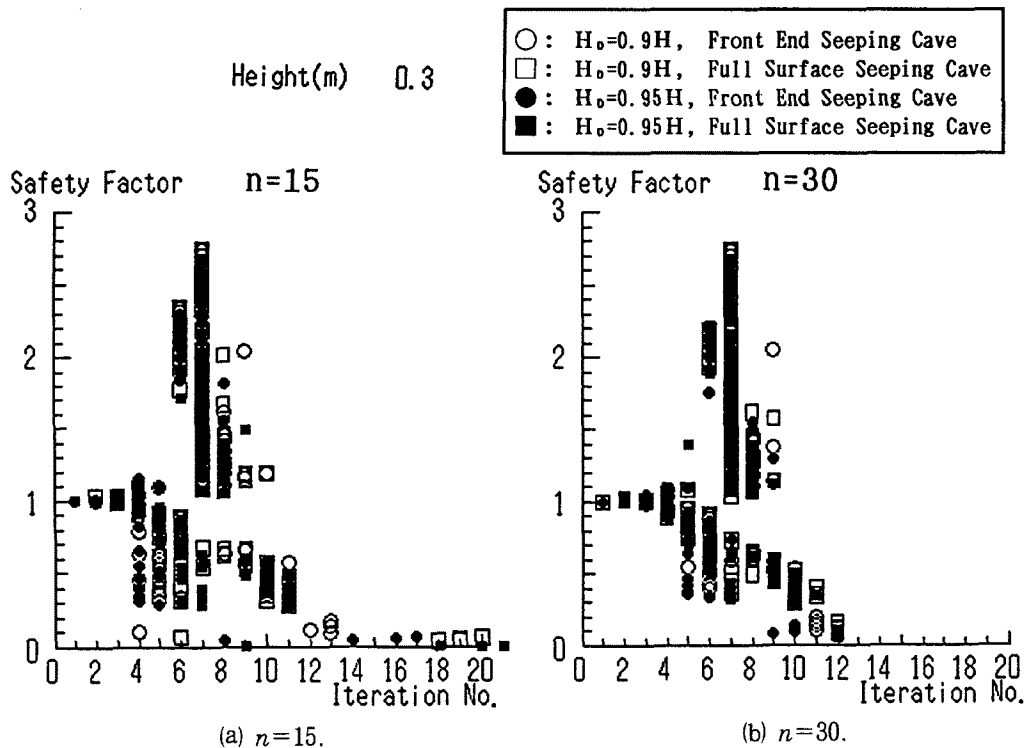 Height(m) 0.3
○ : H₀=0.9H, Front End Seeping Cave
□ : H₀=0.9H, Full Surface Seeping Cave
● : H₀=0.95H, Front End Seeping Cave
■ : H₀=0.95H, Full Surface Seeping Cave
Safety Factor n=15
3
2
1
0
0 2 4 6 8 10 12 14 16 18 20
Iteration No.
(a) n=15.
Safety Factor n=30
3
2
1
0
0 2 4 6 8 10 12 14 16 18 20
Iteration No.
(b) n=30.